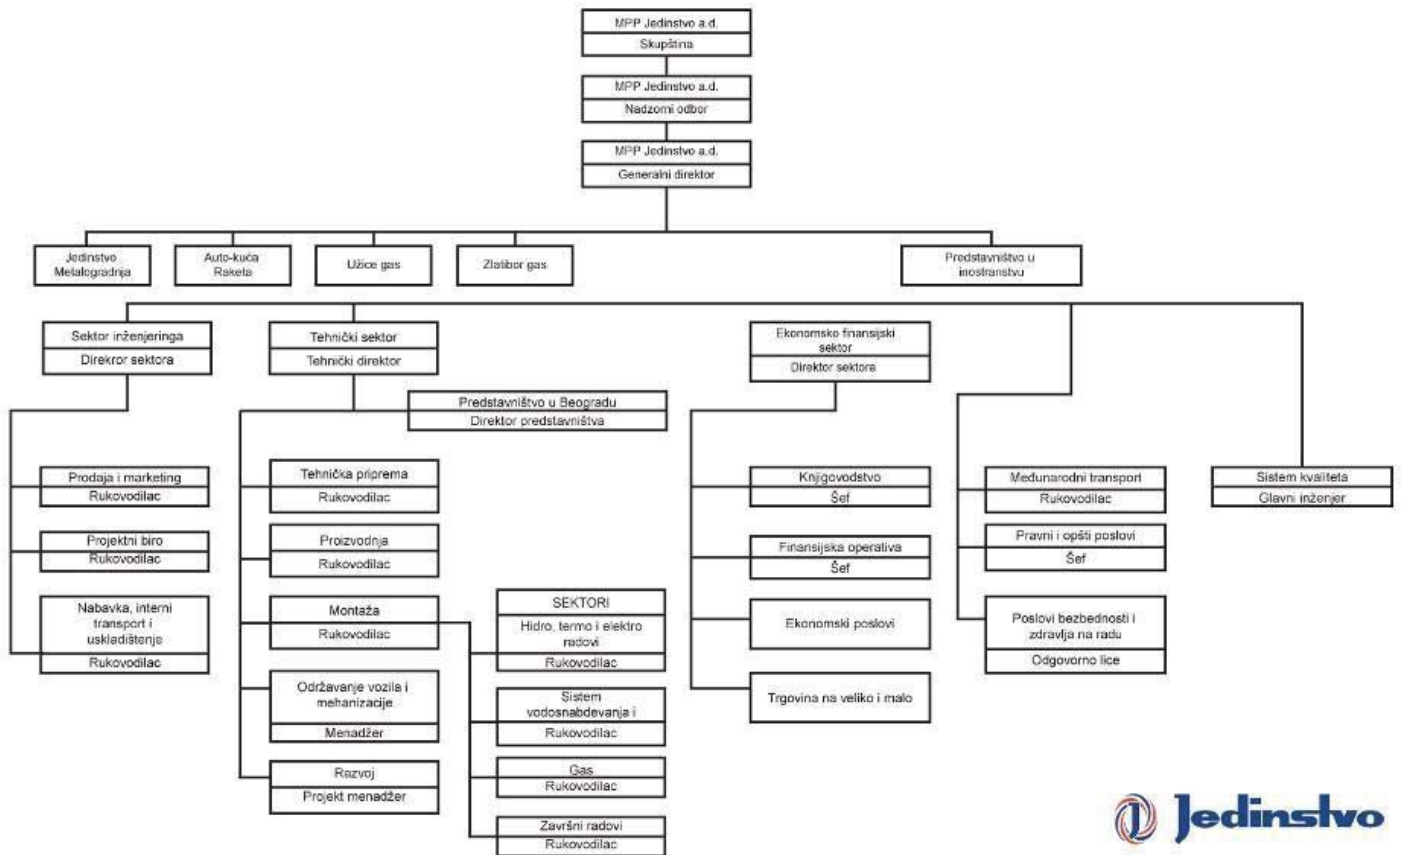 MPP Jedinstvo a.d.
Skupština
MPP Jedinstvo a.d.
Nadzorni odbor
MPP Jedinstvo a.d.
Generalni direktor
Jedinstvo
Metalogradnja
Auto-kuća
Raketa
Užice gas
Zlatibor gas
Predstavništvo u
inostranstvu
Sektor inženjeringa
Direkror sektora
Tehnički sektor
Tehnički direktor
Ekonomsko finansijski
sektor
Direktor sektora
Predstavništvo u Beogradu
Direktor predstavništva
Prodaja i marketing
Rukovodilac
Projektni biro
Rukovodilac
Nabavka, interni
transport i
uskladištenje
Rukovodilac
Tehnička priprema
Rukovodilac
Proizvodnja
Rukovodilac
Montaža
Rukovodilac
Održavanje vozila i
mehanizacije
Menadžer
Razvoj
Projekt menadžer
SEKTORI
Hidro, termo i elektro
radovi
Rukovodilac
Sistem
vodosnabdevanja i
Rukovodilac
Gas
Rukovodilac
Završni radovi
Rukovodilac
Knjigovodstvo
Šef
Finansijska operativa
Šef
Ekonomski poslovi
Trgovina na veliko i malo
Međunarodni transport
Rukovodilac
Pravni i opšti poslovi
Šef
Poslovi bezbednosti i
zdravlja na radu
Odgovorno lice
Sistem kvaliteta
Glavni inženjer
Jedinstvo